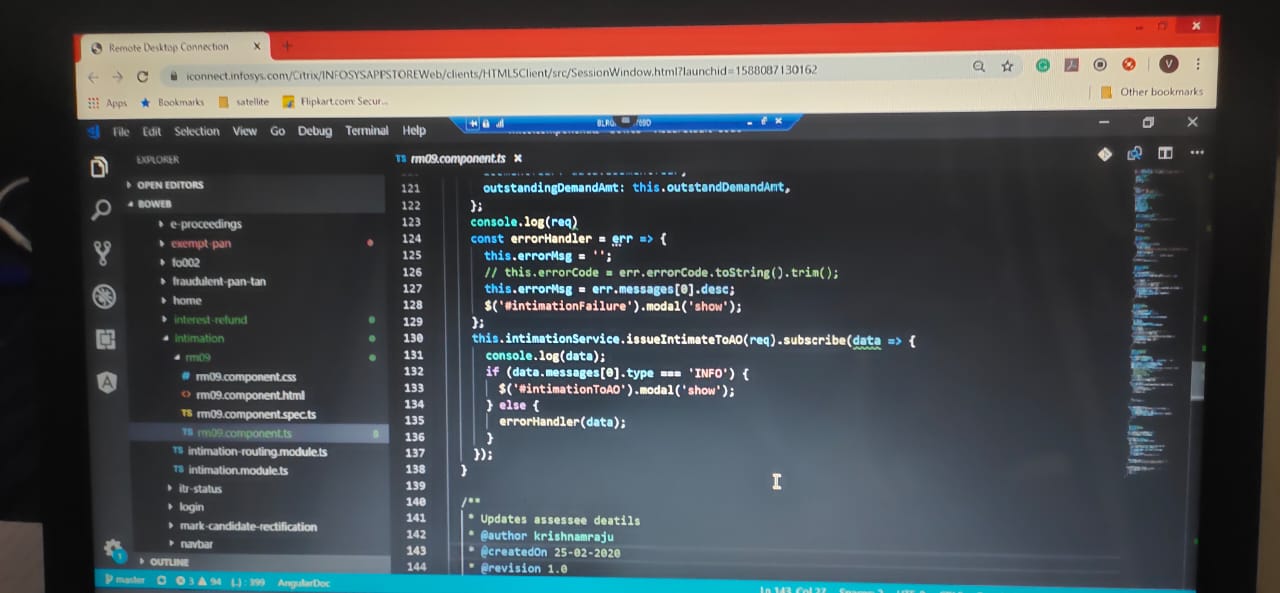 Remote Desktop Connection
iconnect.infosys.com/Citrix/INFOSYSAPPSTOREWeb/clients/HTML5Client/src/SessionWindow.html?launchid=1588087130162
V
Apps Bookmarks satellite Flipkart.com: Secur... Other bookmarks
File Edit Selection View Go Debug Terminal Help
EXPLORER
OPEN EDITORS
BOWEB
e-proceedings
exempt-pan
fo002
fraudulent-pan-tan
home
interest-refund
intimation
rm09
# rm09.component.css
<> rm09.component.html
TS rm09.component.spec.ts
TS rm09.component.ts 8
TS intimation-routing.module.ts
TS intimation.module.ts
itr-status
login
mark-candidate-rectification
navbar
OUTLINE
TS rm09.component.ts
121 outstandingDemandAmt: this.outstandDemandAmt,
122 };
123 console.log(req)
124 const errorHandler = err => {
125 this.errorMsg = '';
126 // this.errorCode = err.errorCode.toString().trim();
127 this.errorMsg = err.messages[0].desc;
128 $('#intimationFailure').modal('show');
129 };
130 this.intimationService.issueIntimateToAO(req).subscribe(data => {
131 console.log(data);
132 if (data.messages[0].type === 'INFO') {
133 $('#intimationToAO').modal('show');
134 } else {
135 errorHandler(data);
136 }
137 });
138 }
139
140 /**
141 * Updates assessee deatils
142 * @author krishnamraju
143 * @createdOn 25-02-2020
144 * @revision 1.0
1
master 3 94 {.} : 399 AngularDoc
Ln 143, Col 27